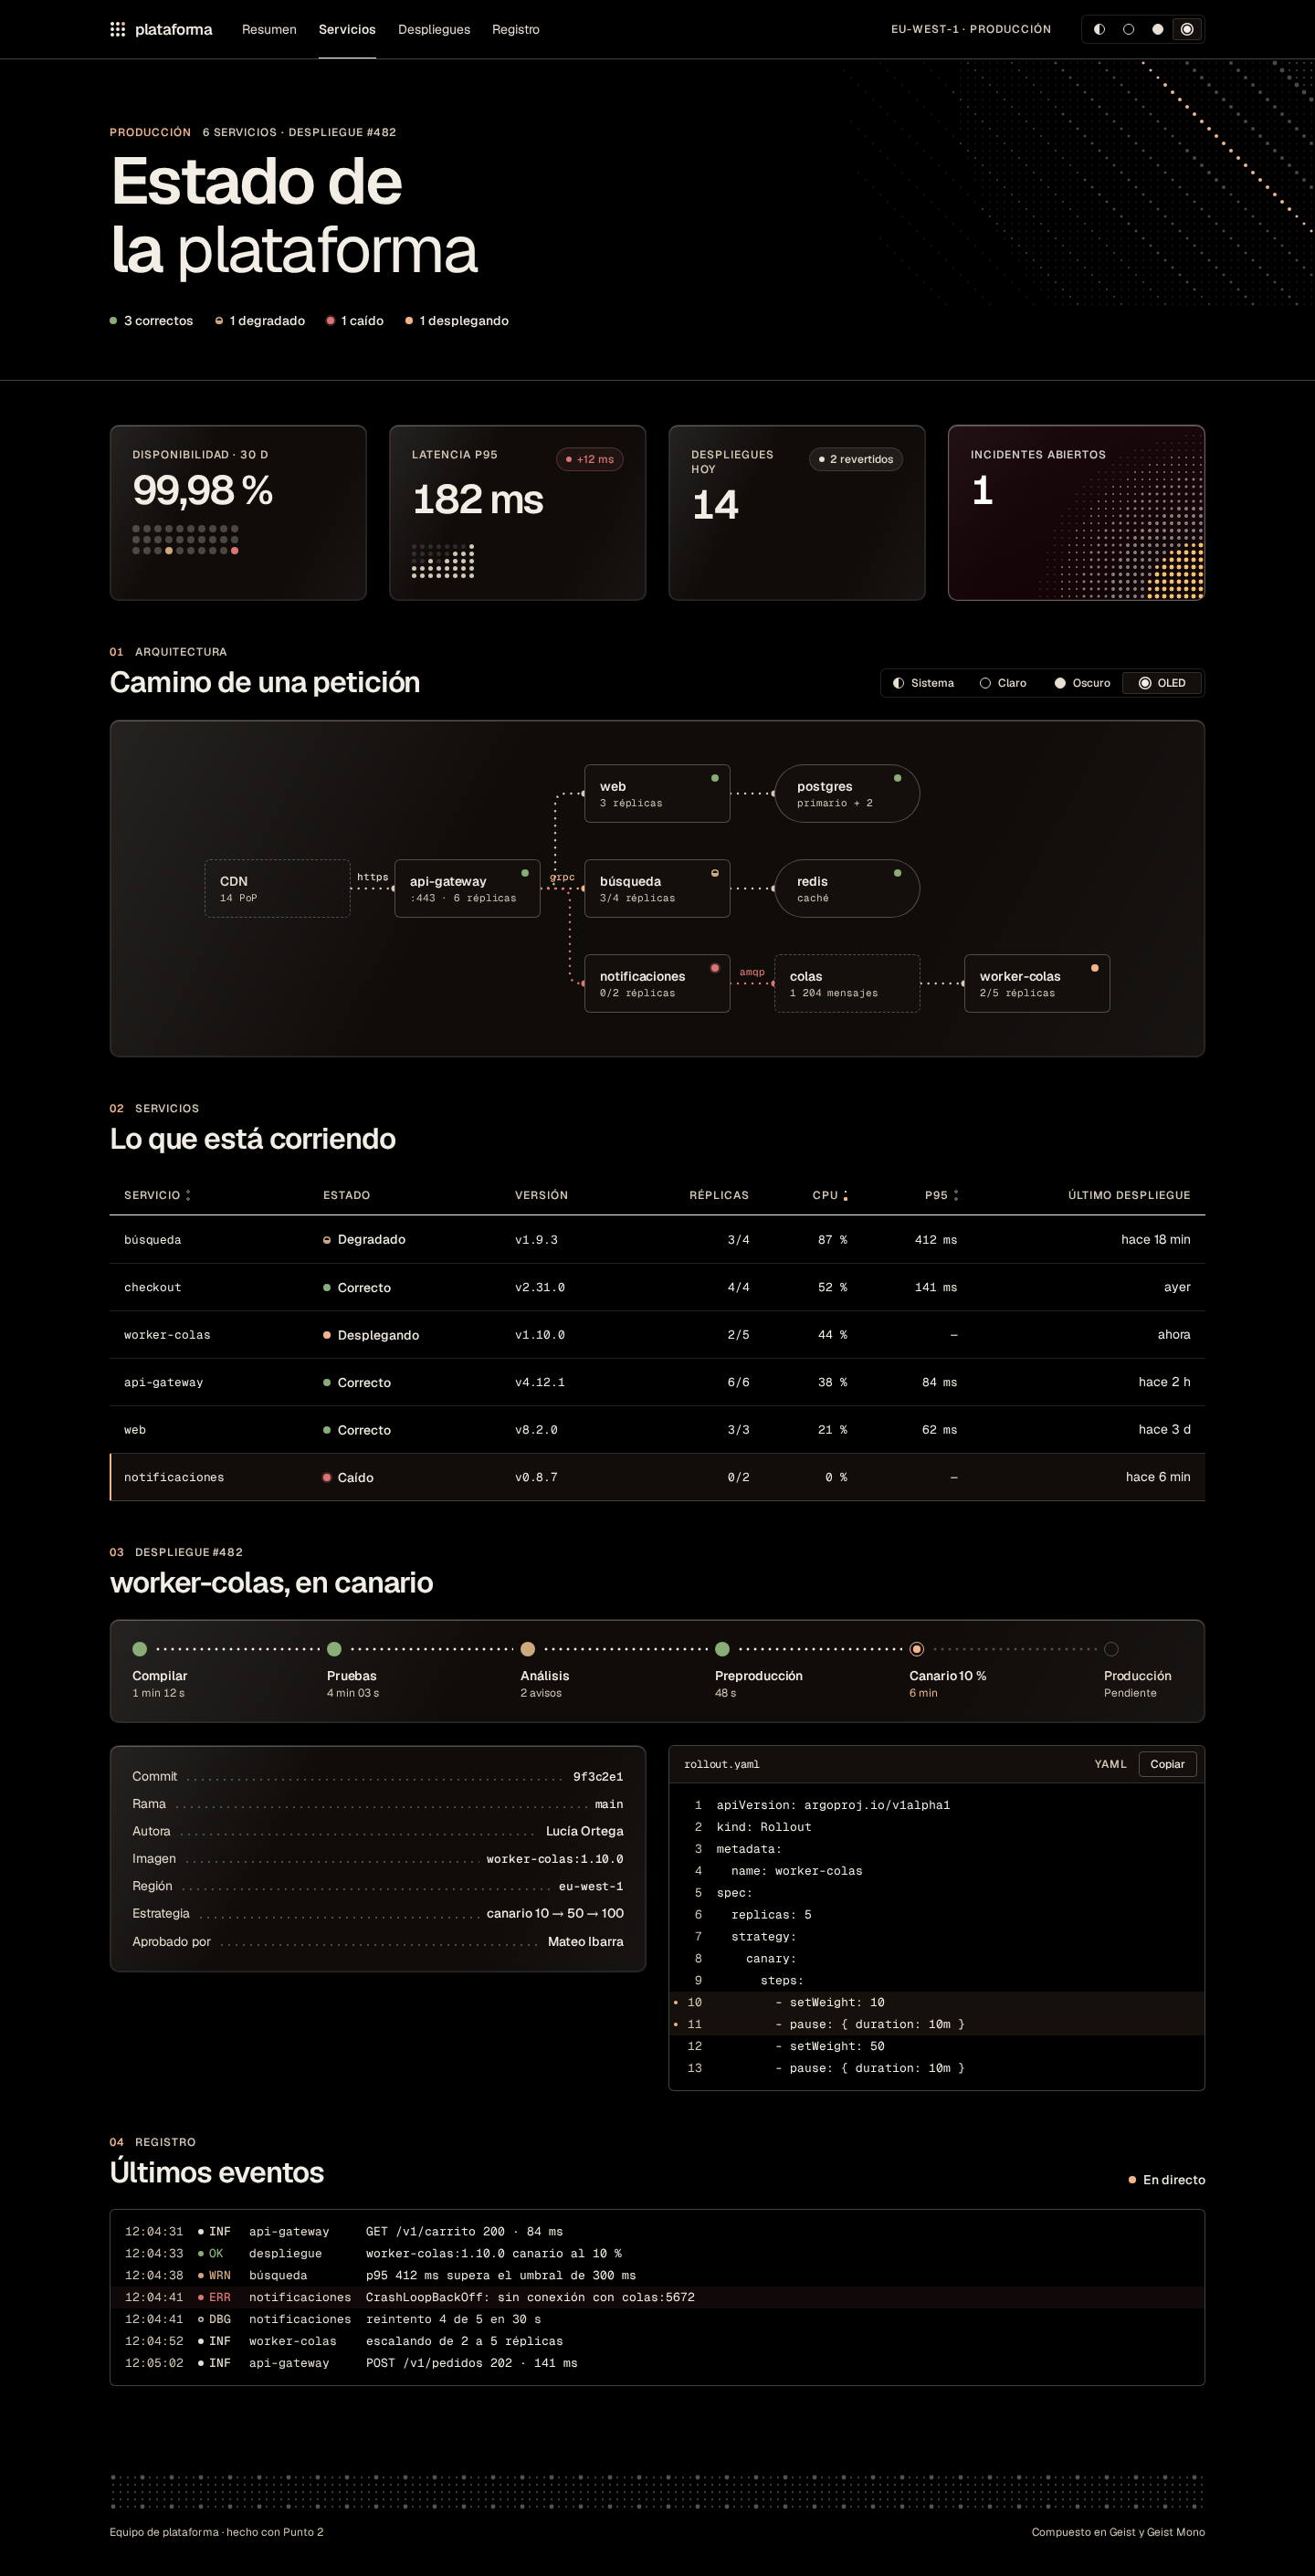 plataforma Resumen Servicios Despliegues Registro EU-WEST-1 · PRODUCCIÓN
PRODUCCIÓN 6 SERVICIOS · DESPLIEGUE #482
Estado de
la plataforma
3 correctos 1 degradado 1 caído 1 desplegando
DISPONIBILIDAD · 30 D
99,98 %
LATENCIA P95
+12 ms
182 ms
DESPLIEGUES
HOY
2 revertidos
14
INCIDENTES ABIERTOS
1
01 ARQUITECTURA
Camino de una petición
Sistema Claro Oscuro OLED
web
3 réplicas
postgres
primario + 2
CDN
14 PoP
https
api-gateway
:443 · 6 réplicas
grpc
búsqueda
3/4 réplicas
redis
caché
notificaciones
0/2 réplicas
amqp
colas
1 204 mensajes
worker-colas
2/5 réplicas
02 SERVICIOS
Lo que está corriendo
SERVICIO ESTADO VERSIÓN RÉPLICAS CPU P95 ÚLTIMO DESPLIEGUE
búsqueda Degradado v1.9.3 3/4 87 % 412 ms hace 18 min
checkout Correcto v2.31.0 4/4 52 % 141 ms ayer
worker-colas Desplegando v1.10.0 2/5 44 % — ahora
api-gateway Correcto v4.12.1 6/6 38 % 84 ms hace 2 h
web Correcto v8.2.0 3/3 21 % 62 ms hace 3 d
notificaciones Caído v0.8.7 0/2 0 % — hace 6 min
03 DESPLIEGUE #482
worker-colas, en canario
Compilar Pruebas Análisis Preproducción Canario 10 % Producción
1 min 12 s 4 min 03 s 2 avisos 48 s 6 min Pendiente
Commit 9f3c2e1
Rama main
Autora Lucía Ortega
Imagen worker-colas:1.10.0
Región eu-west-1
Estrategia canario 10 → 50 → 100
Aprobado por Mateo Ibarra
rollout.yaml YAML Copiar
1 apiVersion: argoproj.io/v1alpha1
2 kind: Rollout
3 metadata:
4 name: worker-colas
5 spec:
6 replicas: 5
7 strategy:
8 canary:
9 steps:
10 - setWeight: 10
11 - pause: { duration: 10m }
12 - setWeight: 50
13 - pause: { duration: 10m }
04 REGISTRO
Últimos eventos
En directo
12:04:31 INF api-gateway GET /v1/carrito 200 · 84 ms
12:04:33 OK despliegue worker-colas:1.10.0 canario al 10 %
12:04:38 WRN búsqueda p95 412 ms supera el umbral de 300 ms
12:04:41 ERR notificaciones CrashLoopBackOff: sin conexión con colas:5672
12:04:41 DBG notificaciones reintento 4 de 5 en 30 s
12:04:52 INF worker-colas escalando de 2 a 5 réplicas
12:05:02 INF api-gateway POST /v1/pedidos 202 · 141 ms
Equipo de plataforma · hecho con Punto 2
Compuesto en Geist y Geist Mono